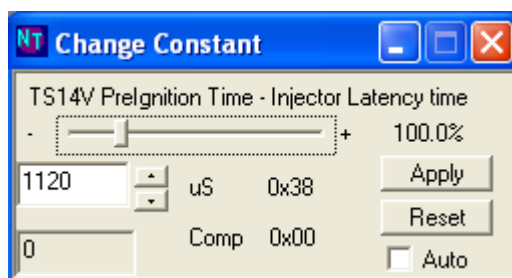 NT Change Constant
TS14V PreIgnition Time - Injector Latency time
- + 100.0%
1120 uS 0x38 Apply
Reset
0 Comp 0x00
Auto